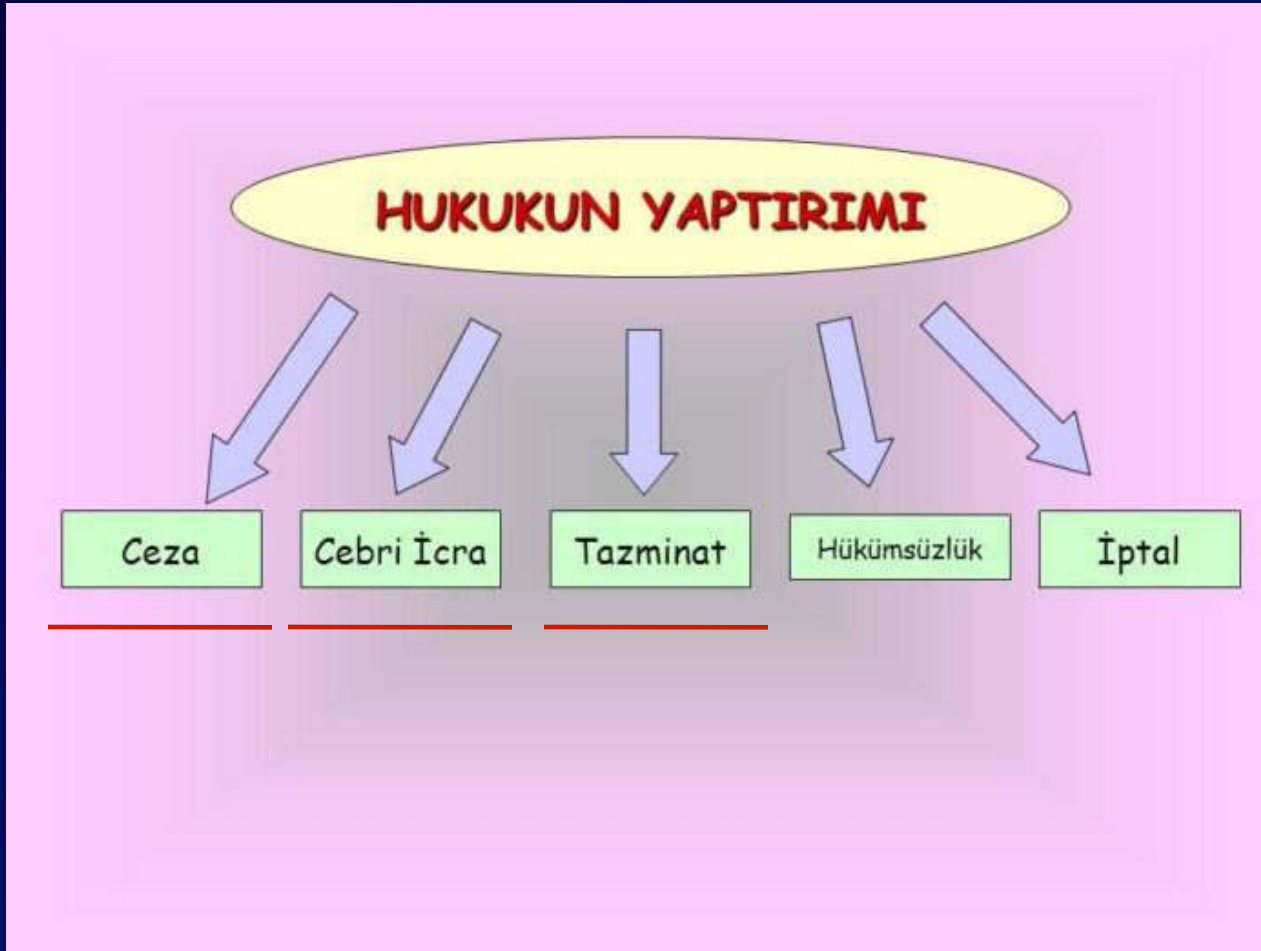 HUKUKUN YAPTIRIMI
Ceza
Cebri İcra
Tazminat
Hükümsüzlük
İptal